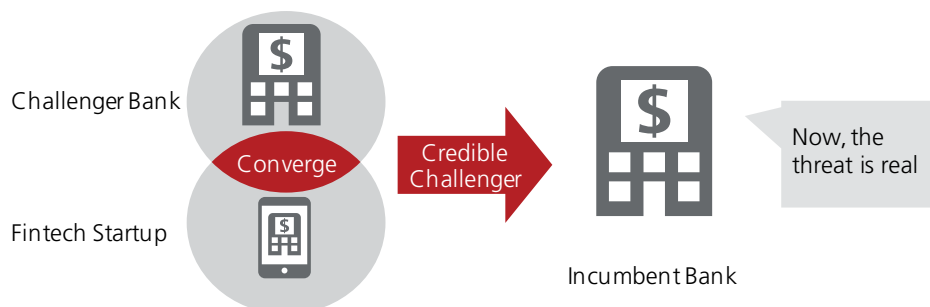 $
Challenger Bank
Converge
Fintech Startup
$
Credible
Challenger
$
Incumbent Bank
Now, the
threat is real